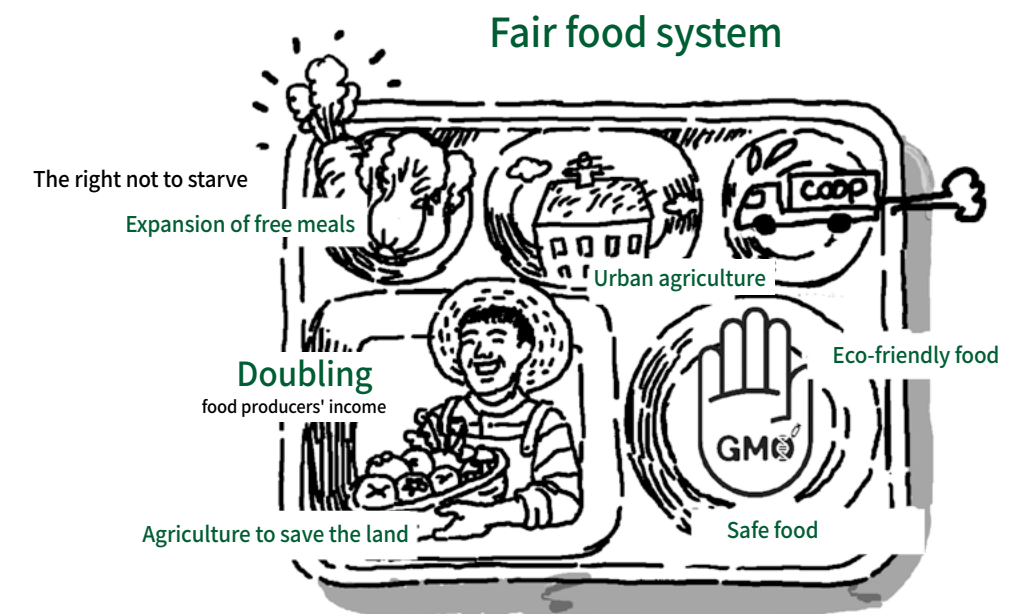 Fair food system
The right not to starve
Expansion of free meals
COOP
Urban agriculture
Eco-friendly food
Doubling
food producers' income
GMO
Agriculture to save the land
Safe food